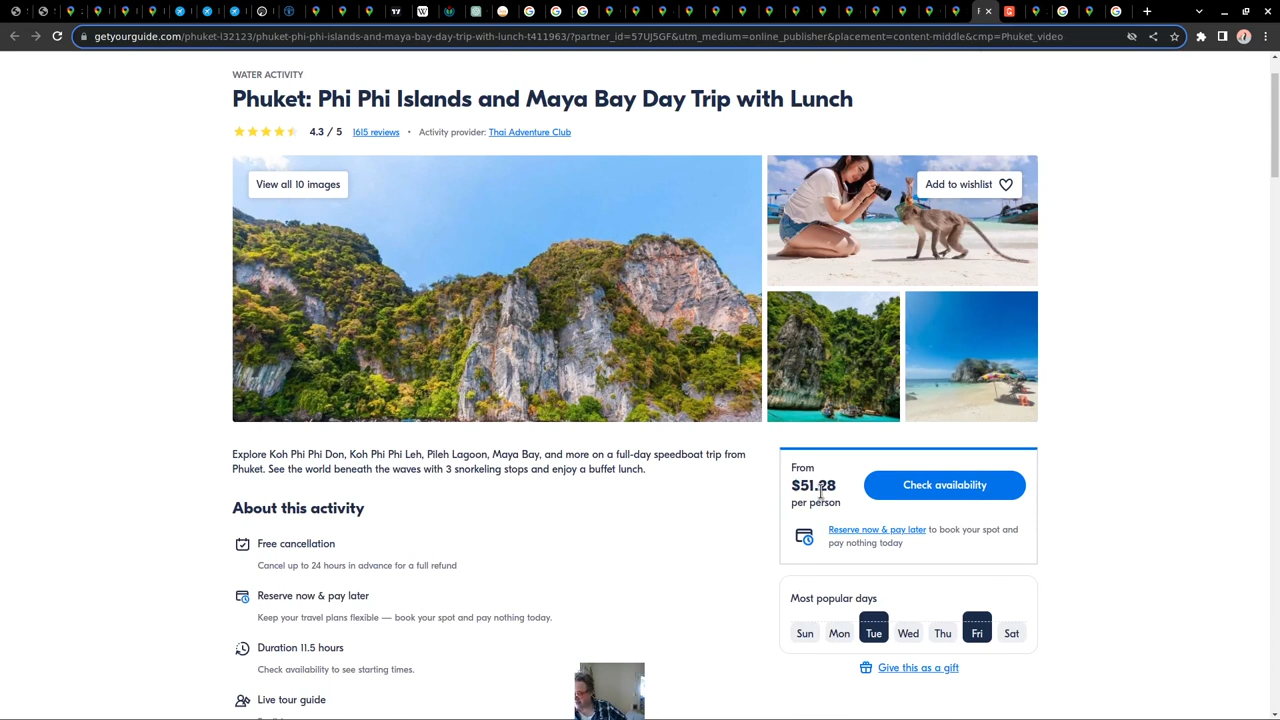 getyourguide.com/phuket-l32123/phuket-phi-phi-islands-and-maya-bay-day-trip-with-lunch-t411963/?partner_id=57UJ5GF&utm_medium=online_publisher&placement=content-middle&cmp=Phuket_video
WATER ACTIVITY
Phuket: Phi Phi Islands and Maya Bay Day Trip with Lunch
4.3 / 5 1615 reviews • Activity provider: Thai Adventure Club
View all 10 images
Add to wishlist
Explore Koh Phi Phi Don, Koh Phi Phi Leh, Pileh Lagoon, Maya Bay, and more on a full-day speedboat trip from
Phuket. See the world beneath the waves with 3 snorkeling stops and enjoy a buffet lunch.
From
$51.28
per person
Check availability
Reserve now & pay later to book your spot and
pay nothing today
About this activity
Free cancellation
Cancel up to 24 hours in advance for a full refund
Reserve now & pay later
Keep your travel plans flexible — book your spot and pay nothing today.
Duration 11.5 hours
Check availability to see starting times.
Live tour guide
Most popular days
Sun Mon Tue Wed Thu Fri Sat
Give this as a gift